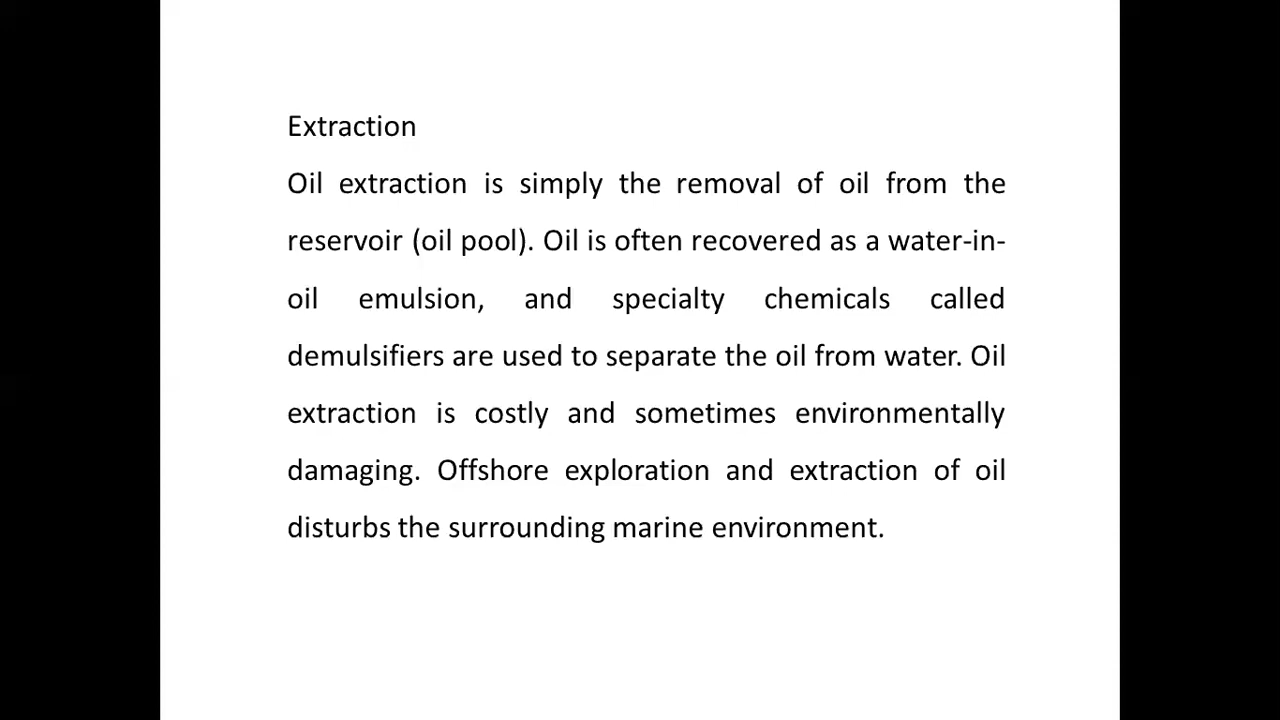 Extraction
Oil extraction is simply the removal of oil from the
reservoir (oil pool). Oil is often recovered as a water-in-
oil emulsion, and specialty chemicals called
demulsifiers are used to separate the oil from water. Oil
extraction is costly and sometimes environmentally
damaging. Offshore exploration and extraction of oil
disturbs the surrounding marine environment.